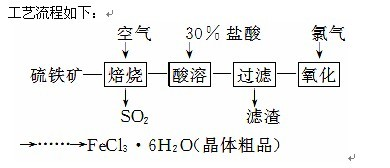 工艺流程如下：
空气 30％盐酸 氯气
硫铁矿 焙烧 酸溶 过滤 氧化
SO₂ 滤渣
→……→FeCl₃·6H₂O(晶体粗品)